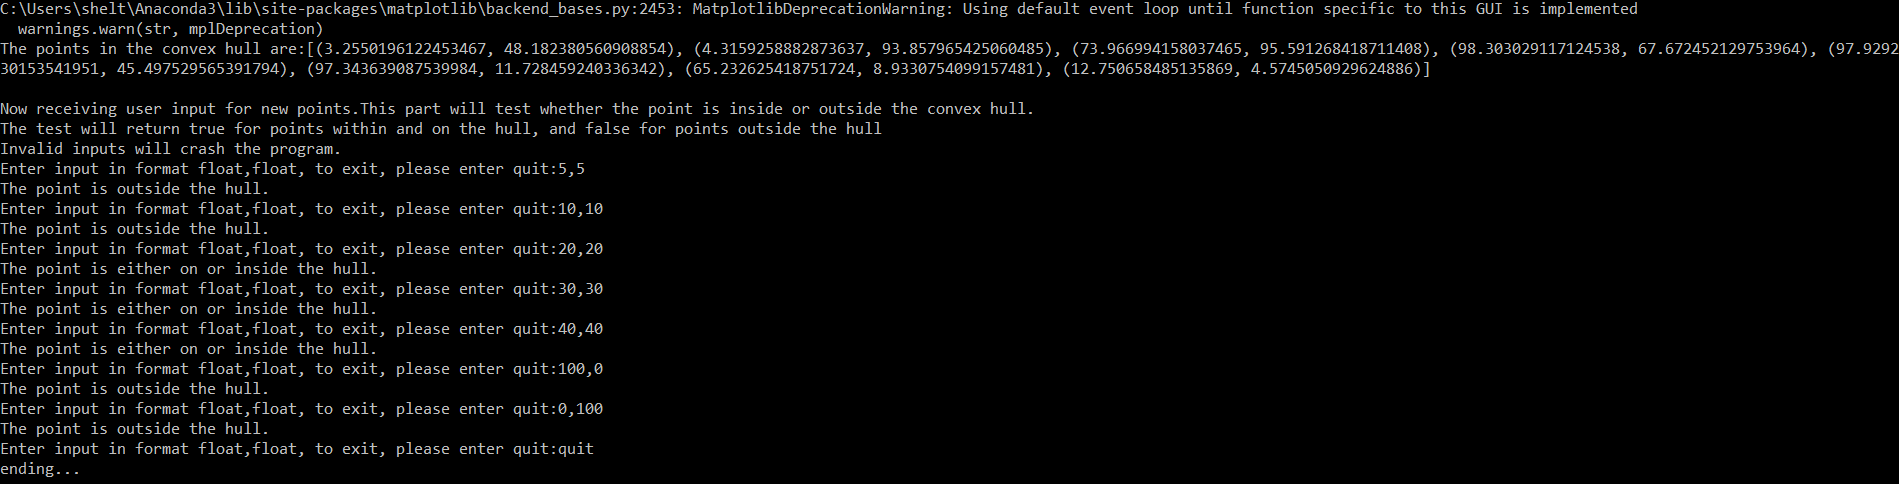 C:\Users\shelt\Anaconda3\lib\site-packages\matplotlib\backend_bases.py:2453: MatplotlibDeprecationWarning: Using default event loop until function specific to this GUI is implemented
  warnings.warn(str, mplDeprecation)
The points in the convex hull are:[(3.2550196122453467, 48.182380560908854), (4.3159258882873637, 93.857965425060485), (73.966994158037465, 95.591268418711408), (98.303029117124538, 67.672452129753964), (97.9292
30153541951, 45.497529565391794), (97.343639087539984, 11.728459240336342), (65.232625418751724, 8.9330754099157481), (12.750658485135869, 4.5745050929624886)]

Now receiving user input for new points.This part will test whether the point is inside or outside the convex hull.
The test will return true for points within and on the hull, and false for points outside the hull
Invalid inputs will crash the program.
Enter input in format float,float, to exit, please enter quit:5,5
The point is outside the hull.
Enter input in format float,float, to exit, please enter quit:10,10
The point is outside the hull.
Enter input in format float,float, to exit, please enter quit:20,20
The point is either on or inside the hull.
Enter input in format float,float, to exit, please enter quit:30,30
The point is either on or inside the hull.
Enter input in format float,float, to exit, please enter quit:40,40
The point is either on or inside the hull.
Enter input in format float,float, to exit, please enter quit:100,0
The point is outside the hull.
Enter input in format float,float, to exit, please enter quit:0,100
The point is outside the hull.
Enter input in format float,float, to exit, please enter quit:quit
ending...